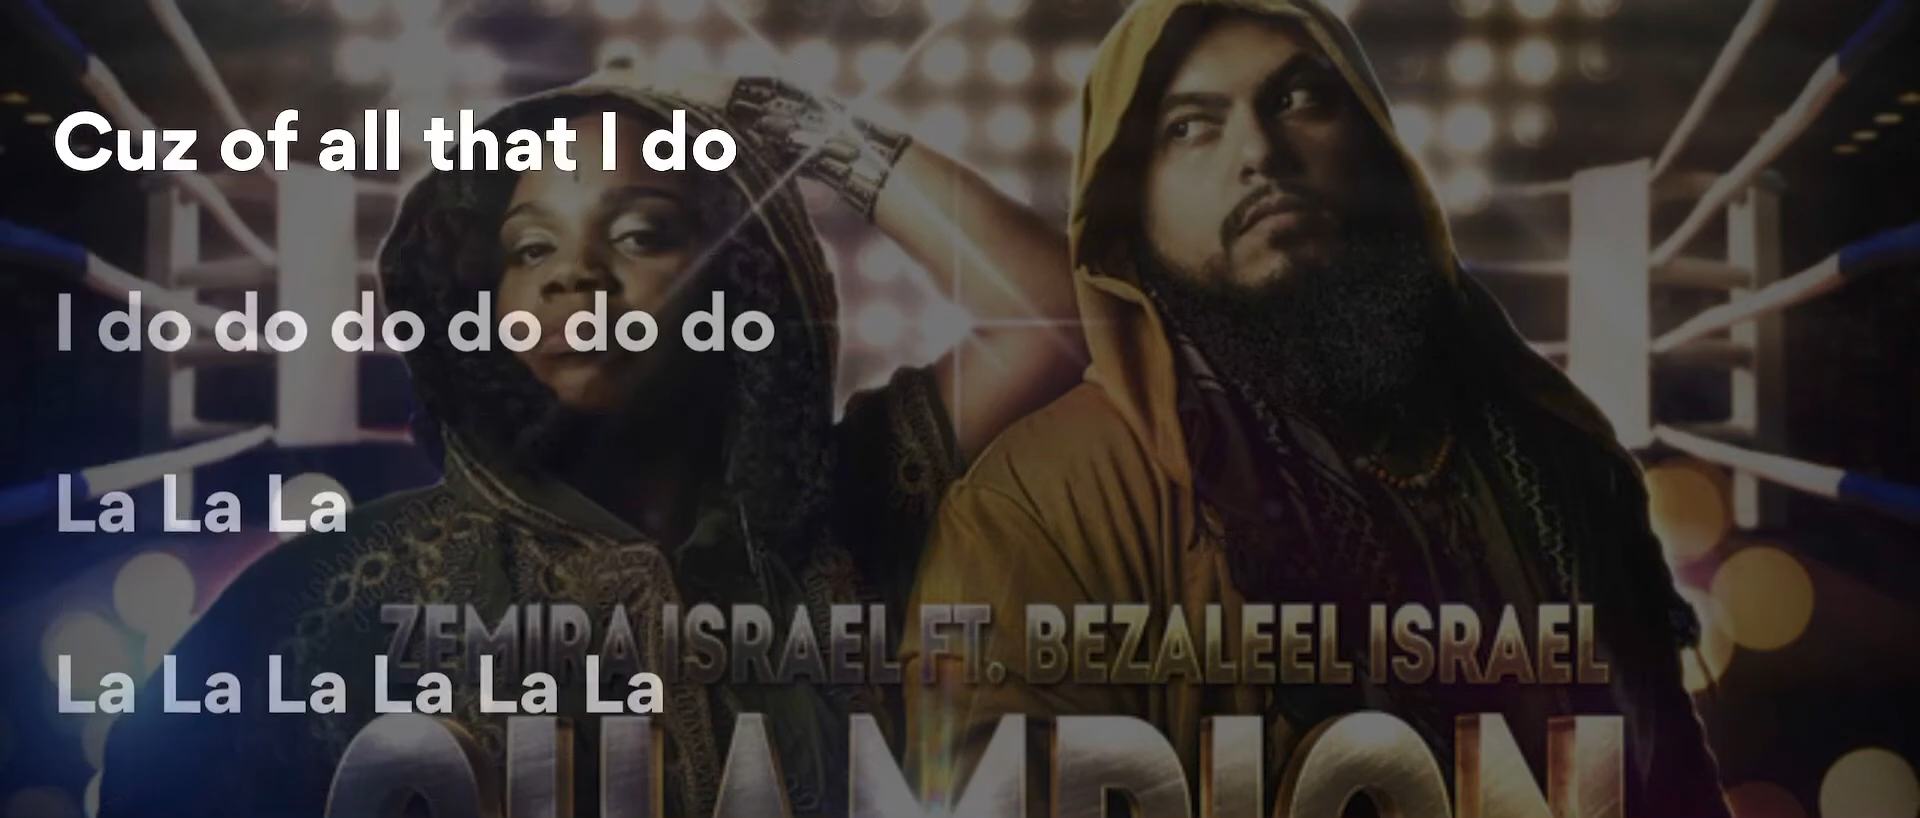 Cuz of all that I do
I do do do do do do
La La La
La La La La La La
ZEMIRA ISRAEL FT. BEZALEEL ISRAEL
CHAMPION